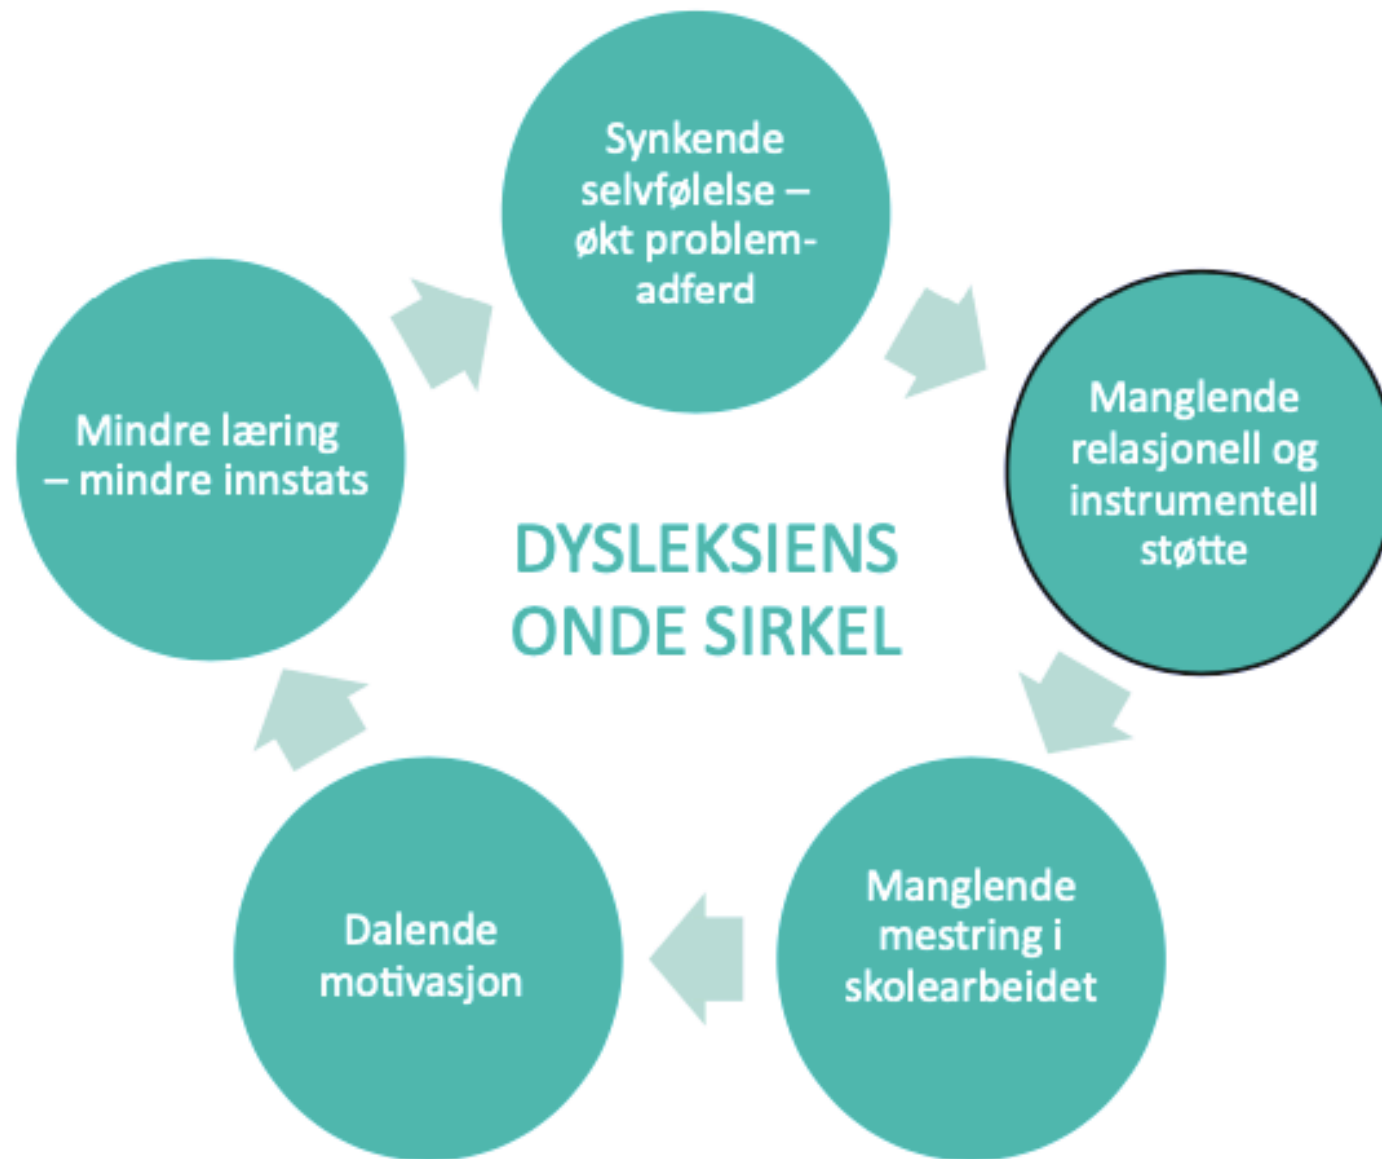 Synkende
selvfølelse –
økt problem-
adferd
Manglende
relasjonell og
instrumentell
støtte
Manglende
mestring i
skolearbeidet
Dalende
motivasjon
Mindre læring
– mindre innstats
DYSLEKSIENS
ONDE SIRKEL